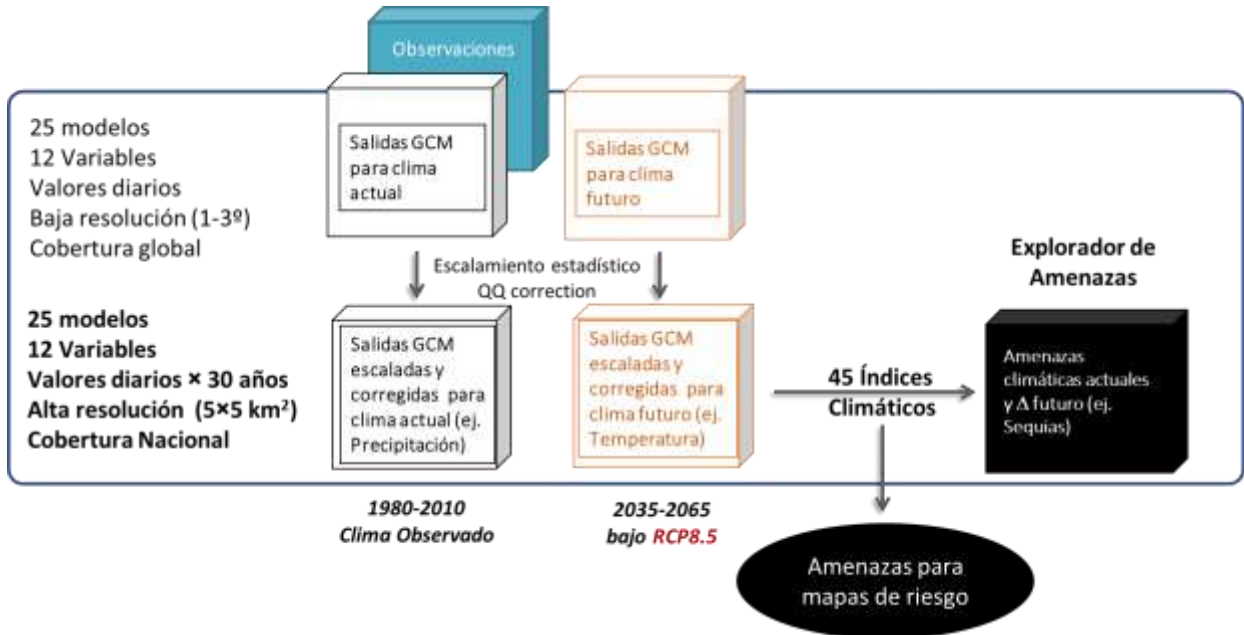 Observaciones
25 modelos
12 Variables
Valores diarios
Baja resolución (1-3º)
Cobertura global
Salidas GCM
para clima
actual
Salidas GCM
para clima
futuro
Escalamiento estadístico
QQ correction
25 modelos
12 Variables
Valores diarios × 30 años
Alta resolución (5×5 km²)
Cobertura Nacional
Salidas GCM
escaladas y
corregidas para
clima actual (ej.
Precipitación)
Salidas GCM
escaladas y
corregidas para
clima futuro (ej.
Temperatura)
45 Índices
Climáticos
Explorador de
Amenazas
Amenazas
climáticas actuales
y Δ futuro (ej.
Sequias)
1980-2010
Clima Observado
2035-2065
bajo RCP8.5
Amenazas para
mapas de riesgo